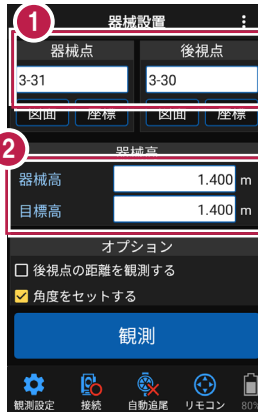 1
器械設置
器械点 後視点
3-31 3-30
図面 座標 図面 座標
2
器械高
器械高 1.400 m
目標高 1.400 m
オプション
後視点の距離を観測する
角度をセットする
観測
観測設定 接続 自動追尾 リモコン 80%